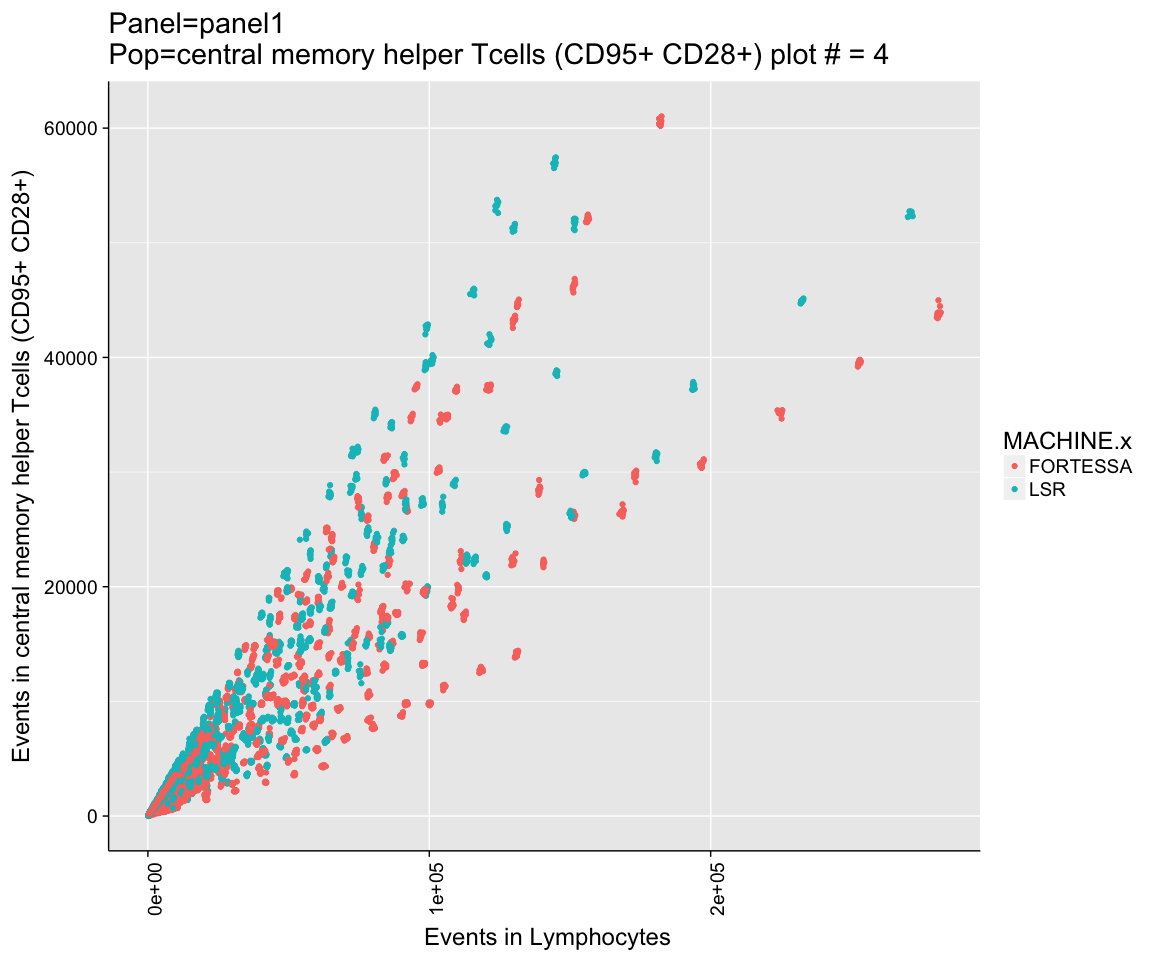 Panel=panel1
Pop=central memory helper Tcells (CD95+ CD28+) plot # = 4
Events in central memory helper Tcells (CD95+ CD28+)
60000
40000
20000
0
0e+00
1e+05
2e+05
Events in Lymphocytes
MACHINE.x
FORTESSA
LSR